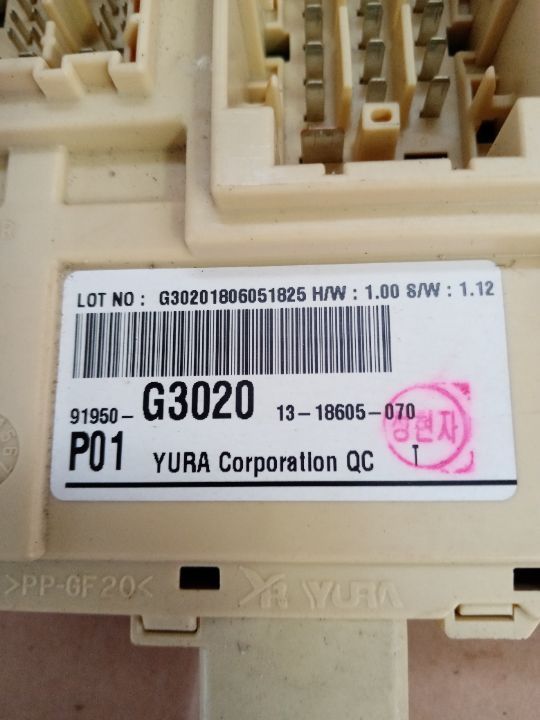 LOT NO : G30201806051825 H/W : 1.00 S/W : 1.12
91950- G3020 13-18605-070
P01 YURA Corporation QC I
>PP-GF20< YURA